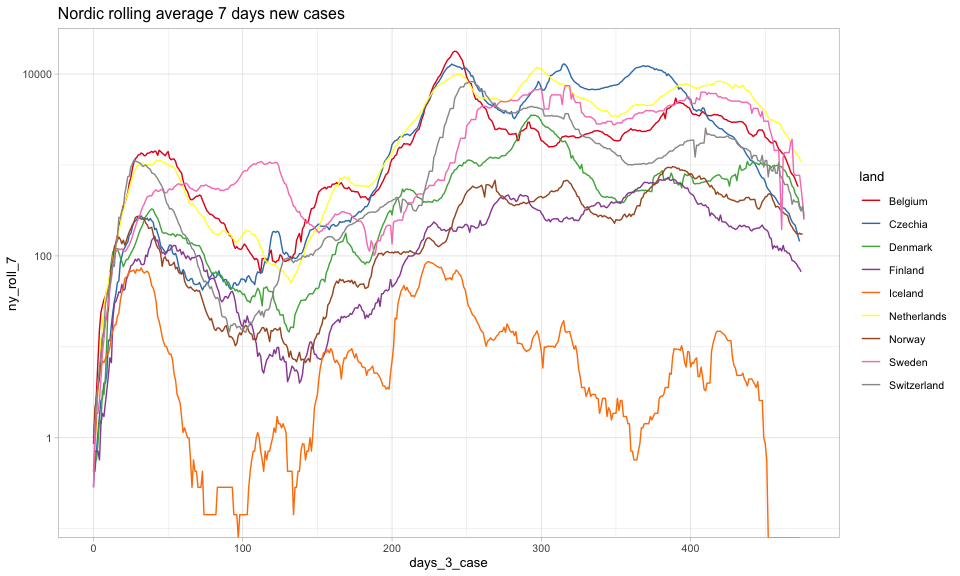 Nordic rolling average 7 days new cases
10000
100
1
ny_roll_7
0
100
200
300
400
days_3_case
land
Belgium
Czechia
Denmark
Finland
Iceland
Netherlands
Norway
Sweden
Switzerland